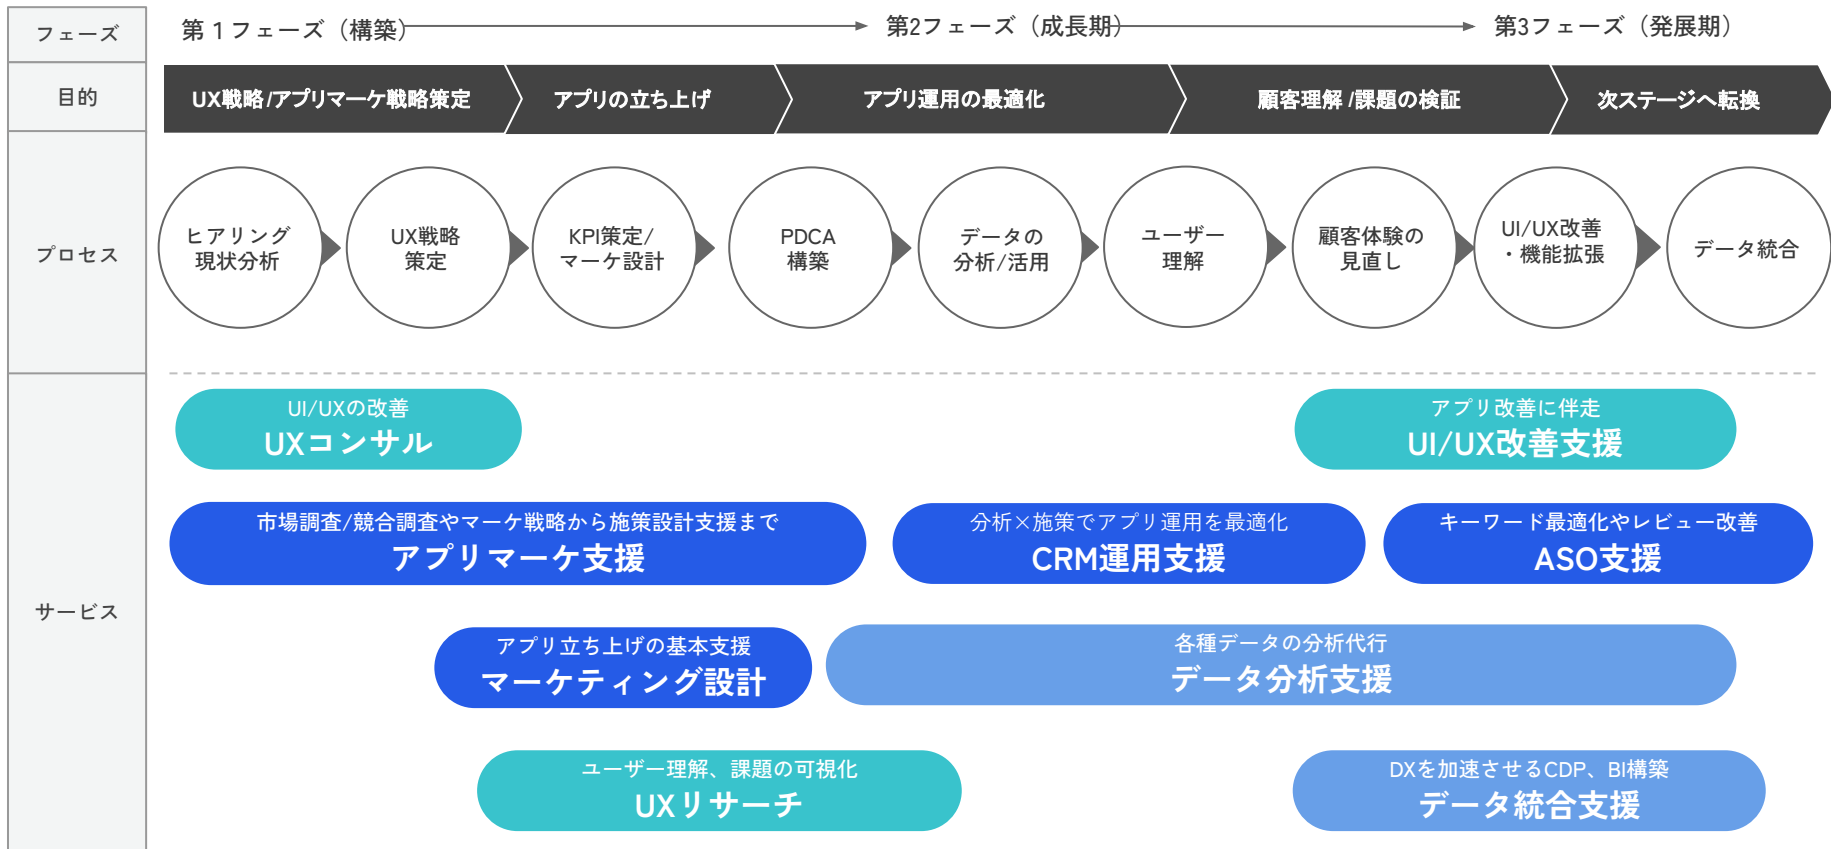 フェーズ
第１フェーズ（構築）
第2フェーズ（成長期）
第3フェーズ（発展期）
目的
UX戦略/アプリマーケ戦略策定
アプリの立ち上げ
アプリ運用の最適化
顧客理解/課題の検証
次ステージへ転換
プロセス
ヒアリング
現状分析
UX戦略
策定
KPI策定/
マーケ設計
PDCA
構築
データの
分析/活用
ユーザー
理解
顧客体験の
見直し
UI/UX改善
・機能拡張
データ統合
サービス
UI/UXの改善
UXコンサル
アプリ改善に伴走
UI/UX改善支援
市場調査/競合調査やマーケ戦略から施策設計支援まで
アプリマーケ支援
分析×施策でアプリ運用を最適化
CRM運用支援
キーワード最適化やレビュー改善
ASO支援
アプリ立ち上げの基本支援
マーケティング設計
各種データの分析代行
データ分析支援
ユーザー理解、課題の可視化
UXリサーチ
DXを加速させるCDP、BI構築
データ統合支援